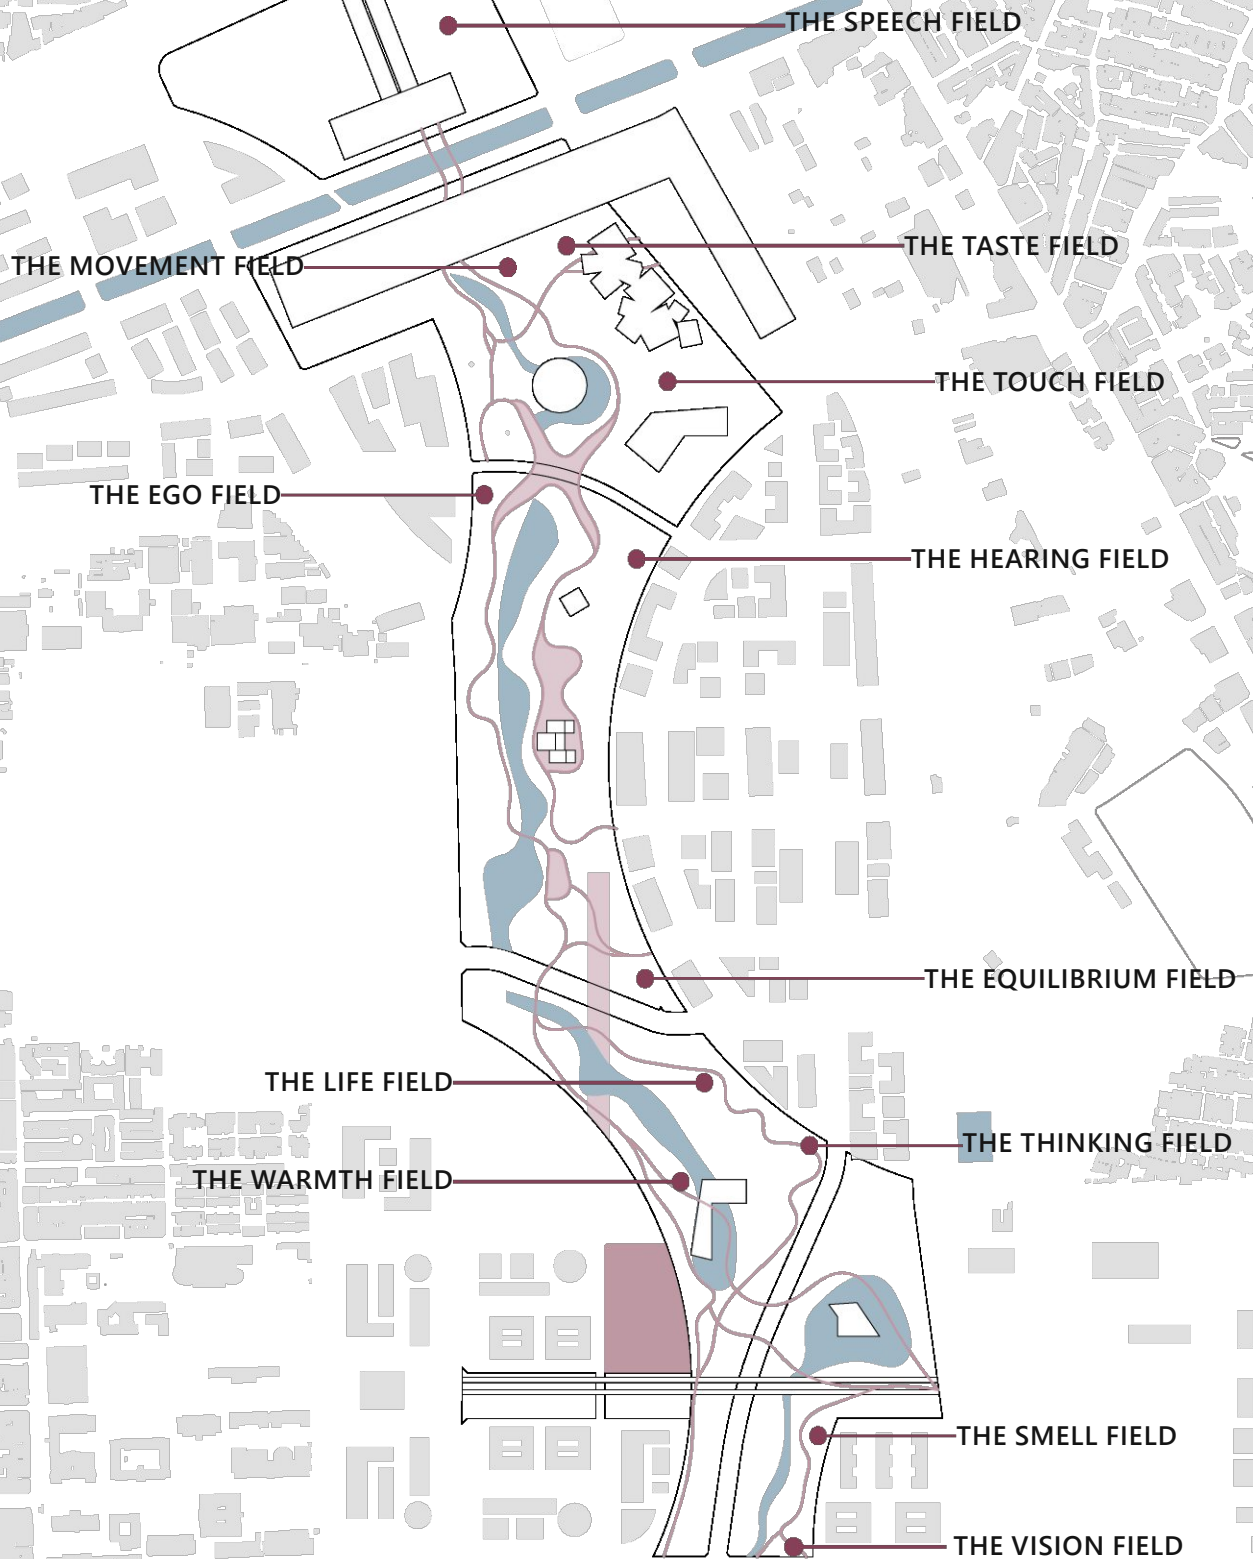 THE SPEECH FIELD
THE TASTE FIELD
THE MOVEMENT FIELD
THE TOUCH FIELD
THE EGO FIELD
THE HEARING FIELD
THE EQUILIBRIUM FIELD
THE LIFE FIELD
THE THINKING FIELD
THE WARMTH FIELD
THE SMELL FIELD
THE VISION FIELD